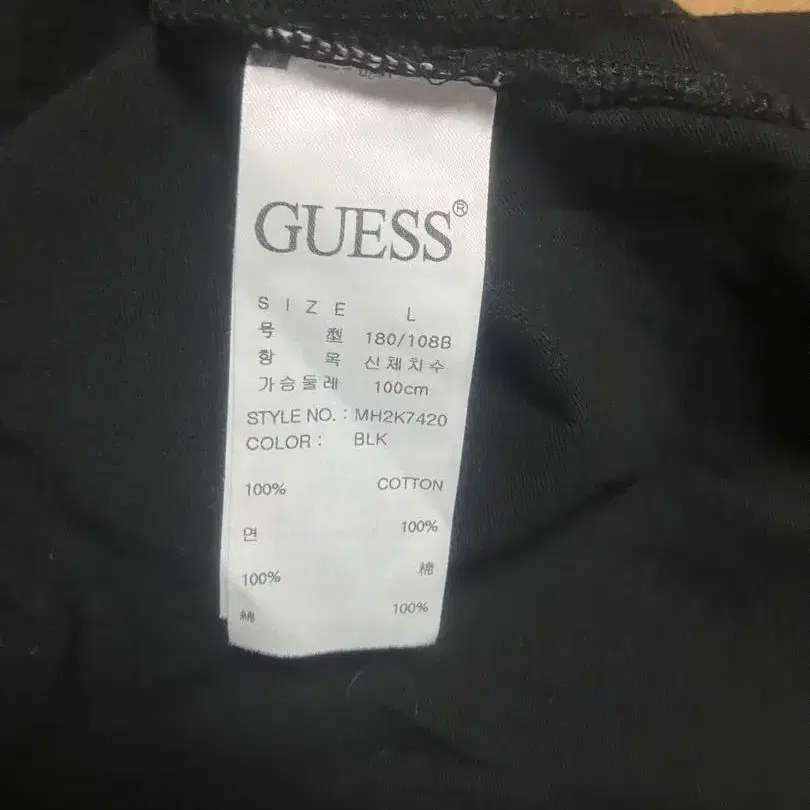 GUESS®
SIZE L
호 型 180/108B
항 목 신체치수
가슴둘레 100cm
STYLE NO. : MH2K7420
COLOR : BLK
100% COTTON
면 100%
100% 棉
綿 100%